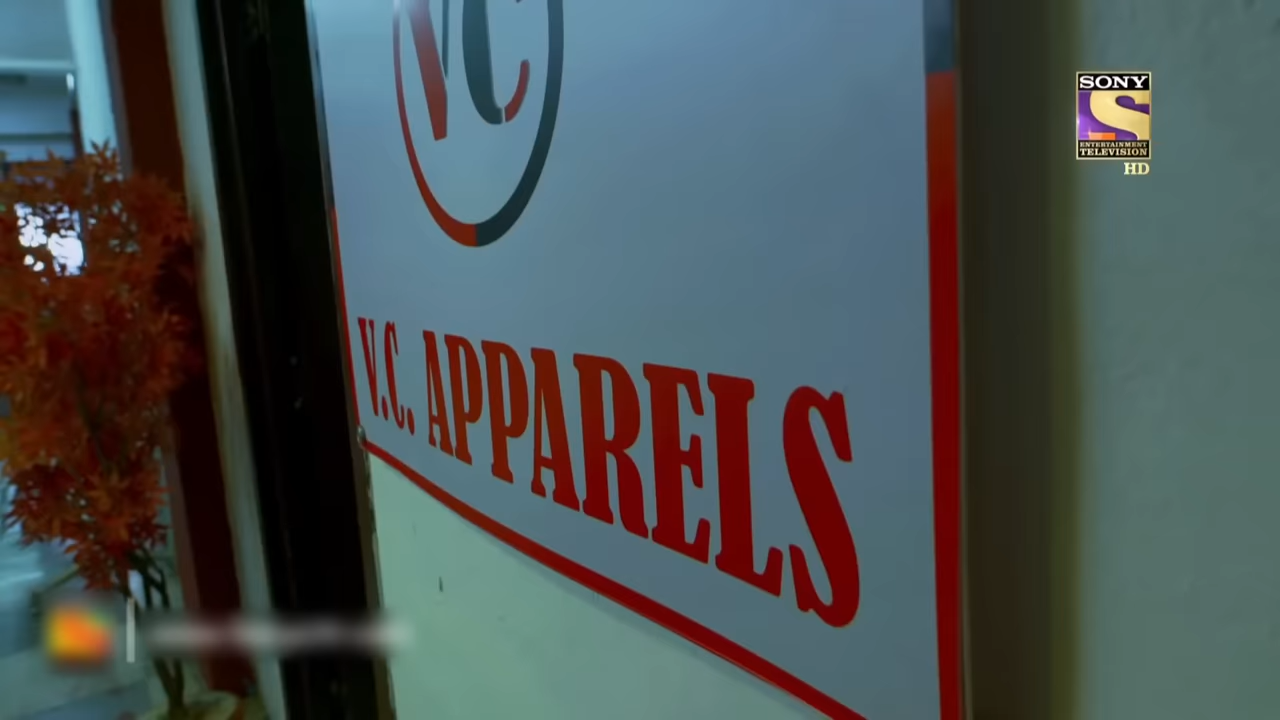 VC
V.C. APPARELS
SONY
ENTERTAINMENT
TELEVISION
HD